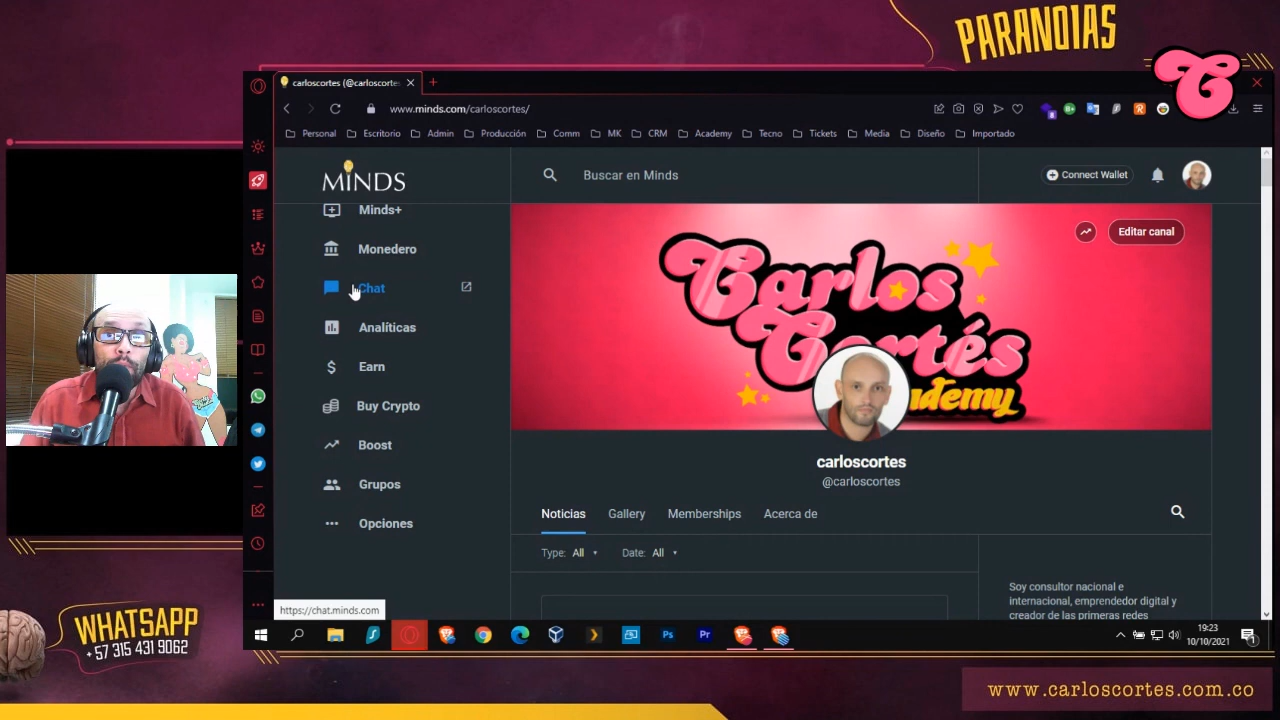 PARANOIAS
carloscortes (@carloscorte
www.minds.com/carloscortes/
Personal Escritorio Admin Producción Comm MK CRM Academy Tecno Tickets Media Diseño Importado
MINDS
Buscar en Minds
Connect Wallet
Minds+
Monedero
Chat
Analíticas
Earn
Buy Crypto
Boost
Grupos
Opciones
Editar canal
Carlos
Cortés
ademy
carloscortes
@carloscortes
Noticias Gallery Memberships Acerca de
Type: All Date: All
Soy consultor nacional e
internacional, emprendedor digital y
creador de las primeras redes
https://chat.minds.com
Ps Pr
19:23
10/10/2021
1
WHATSAPP
+ 57 315 431 9062
www.carloscortes.com.co